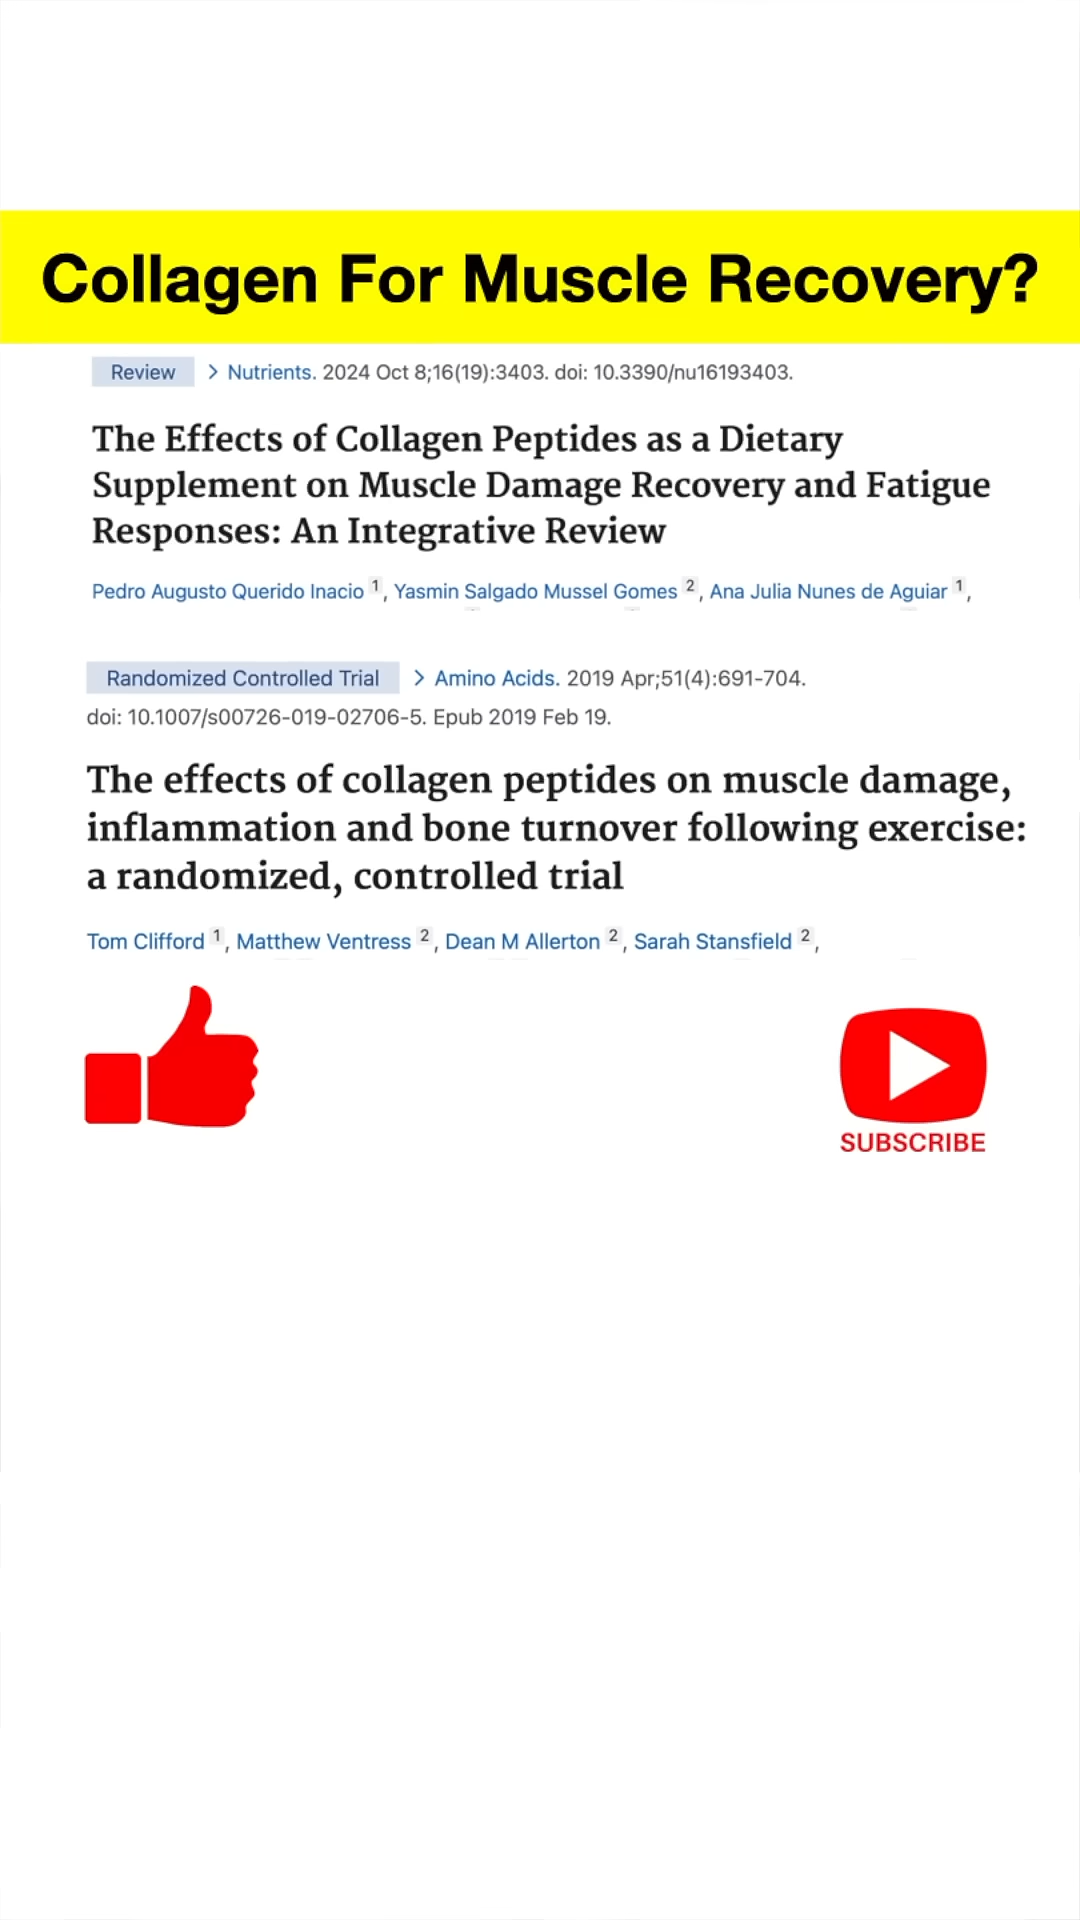 Collagen For Muscle Recovery?
Review > Nutrients. 2024 Oct 8;16(19):3403. doi: 10.3390/nu16193403.
The Effects of Collagen Peptides as a Dietary
Supplement on Muscle Damage Recovery and Fatigue
Responses: An Integrative Review
Pedro Augusto Querido Inacio 1, Yasmin Salgado Mussel Gomes 2, Ana Julia Nunes de Aguiar 1,
Randomized Controlled Trial > Amino Acids. 2019 Apr;51(4):691-704.
doi: 10.1007/s00726-019-02706-5. Epub 2019 Feb 19.
The effects of collagen peptides on muscle damage,
inflammation and bone turnover following exercise:
a randomized, controlled trial
Tom Clifford 1, Matthew Ventress 2, Dean M Allerton 2, Sarah Stansfield 2,
SUBSCRIBE